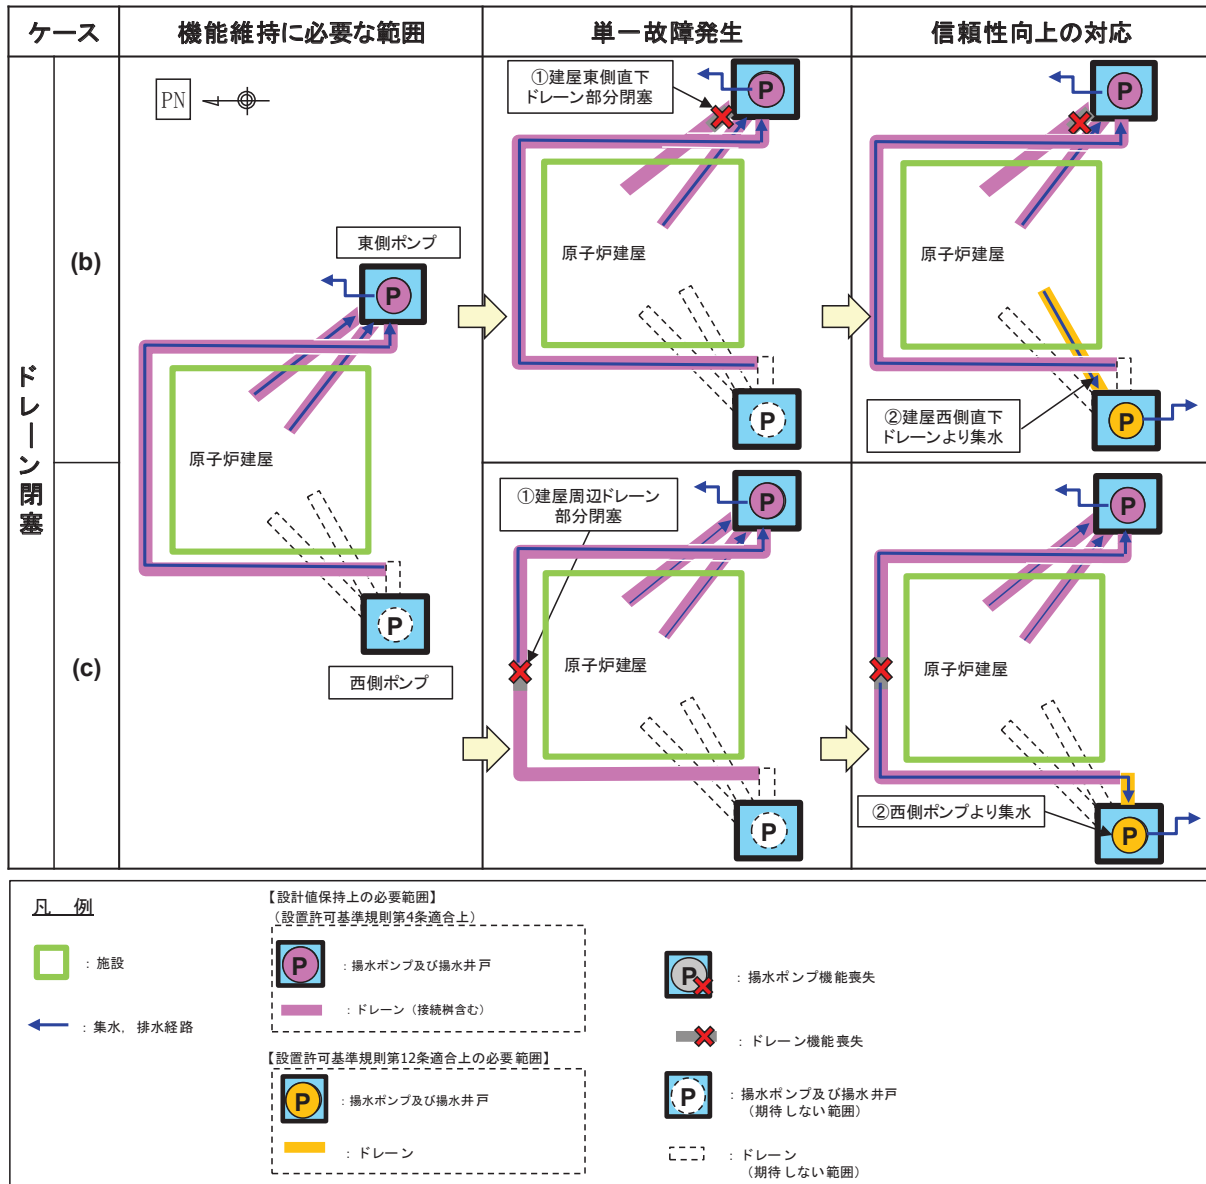 ケース
機能維持に必要な範囲
単一故障発生
信頼性向上の対応
ドレーン閉塞
(b)
(c)
PN
東側ポンプ
P
原子炉建屋
P
西側ポンプ
①建屋東側直下
ドレーン部分閉塞
P
原子炉建屋
P
P
原子炉建屋
②建屋西側直下
ドレーンより集水
P
①建屋周辺ドレーン
部分閉塞
P
原子炉建屋
P
P
原子炉建屋
②西側ポンプより集水
P
凡 例
：施設
：集水，排水経路
【設計値保持上の必要範囲】
（設置許可基準規則第4条適合上）
P
：揚水ポンプ及び揚水井戸
：ドレーン（接続桝含む）
【設置許可基準規則第12条適合上の必要範囲】
P
：揚水ポンプ及び揚水井戸
：ドレーン
P
：揚水ポンプ機能喪失
：ドレーン機能喪失
P
：揚水ポンプ及び揚水井戸
（期待しない範囲）
：ドレーン
（期待しない範囲）